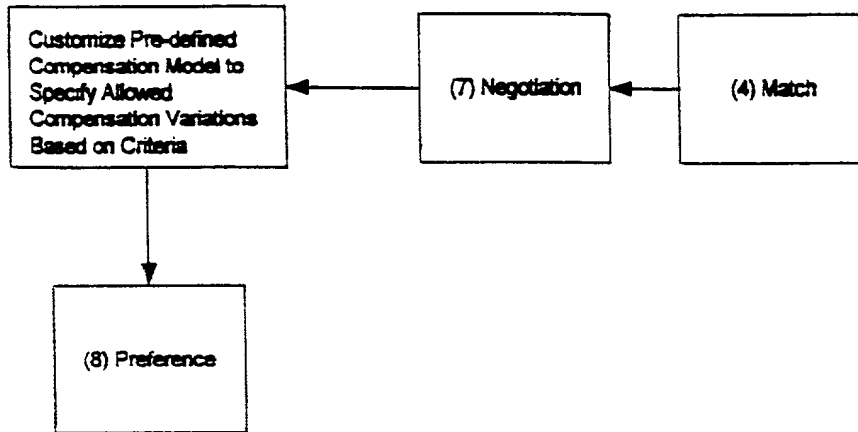 Customize Pre-defined
Compensation Model to
Specify Allowed
Compensation Variations
Based on Criteria
(7) Negotiation
(4) Match
(8) Preference